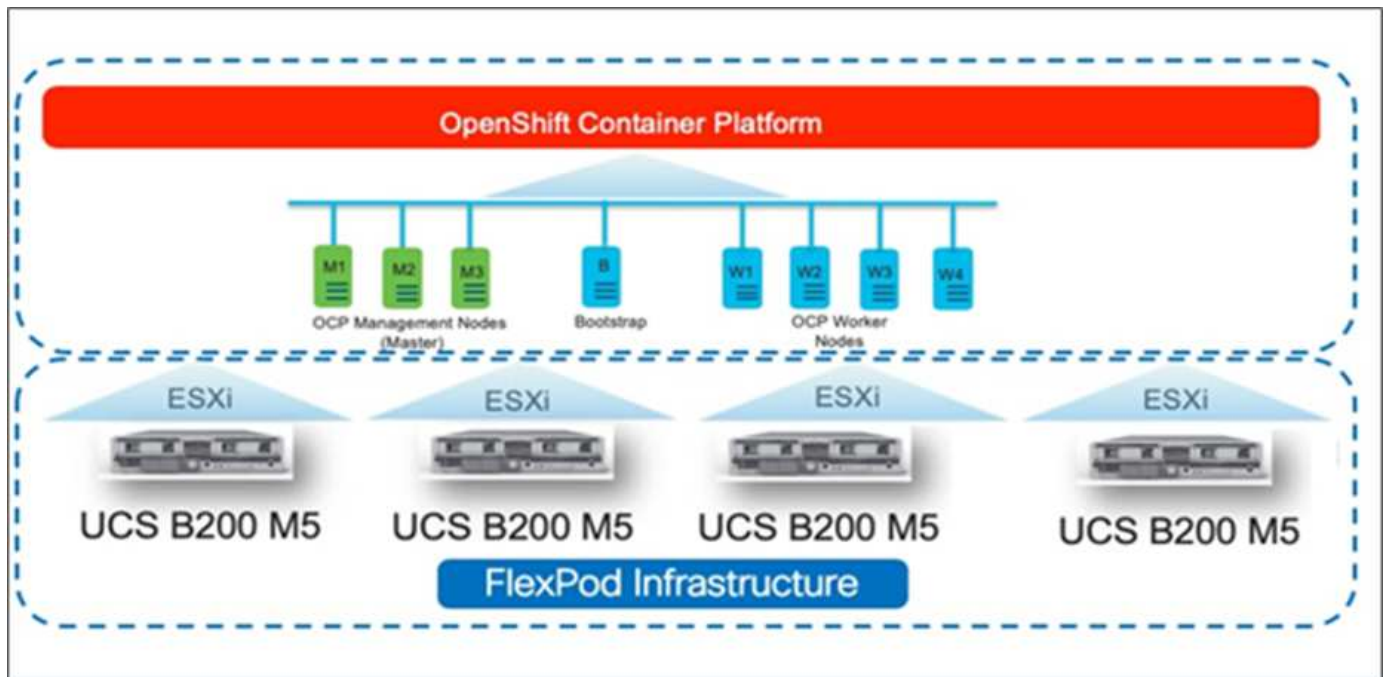 OpenShift Container Platform
M1 M2 M3 B W1 W2 W3 W4
OCP Management Nodes
(Master)
Bootstrap
OCP Worker
Nodes
ESXi ESXi ESXi ESXi
UCS B200 M5 UCS B200 M5 UCS B200 M5 UCS B200 M5
FlexPod Infrastructure